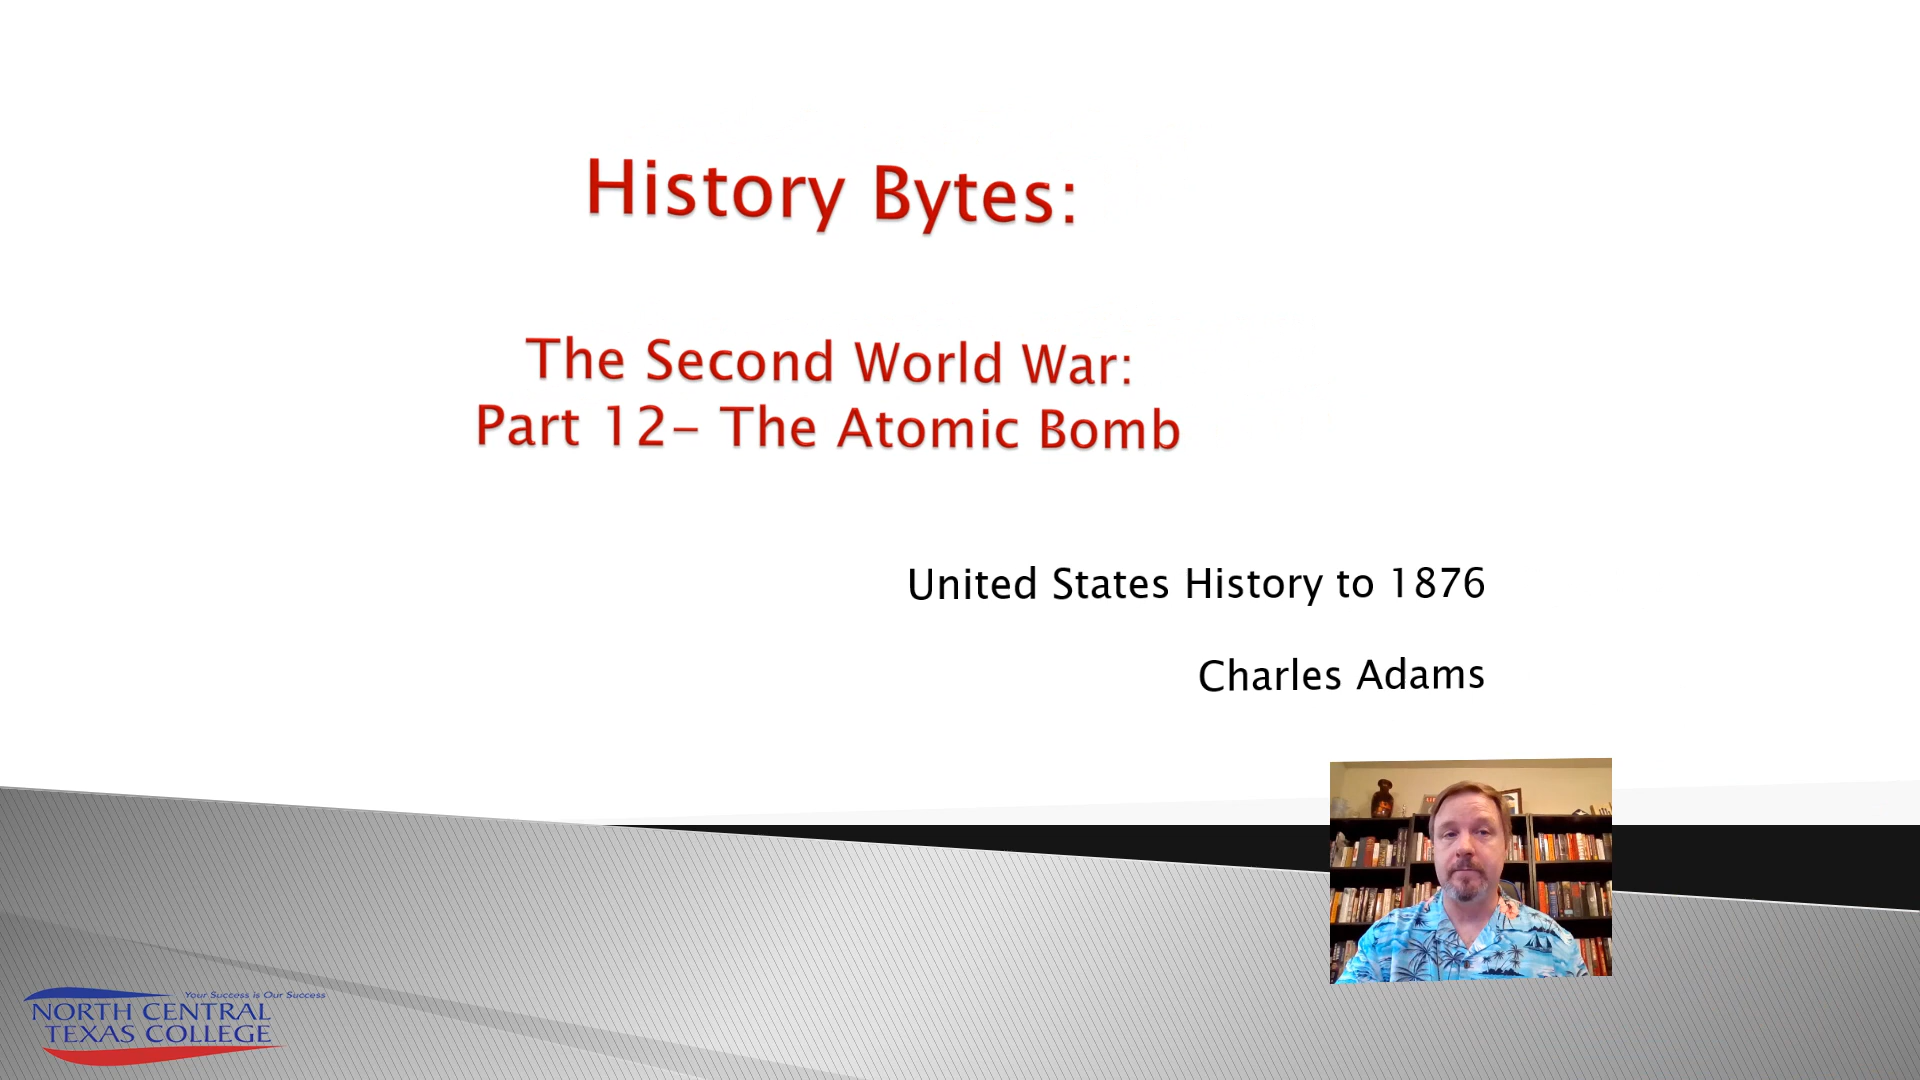 History Bytes:
The Second World War:
Part 12- The Atomic Bomb
United States History to 1876
Charles Adams
Your Success is Our Success
NORTH CENTRAL
TEXAS COLLEGE